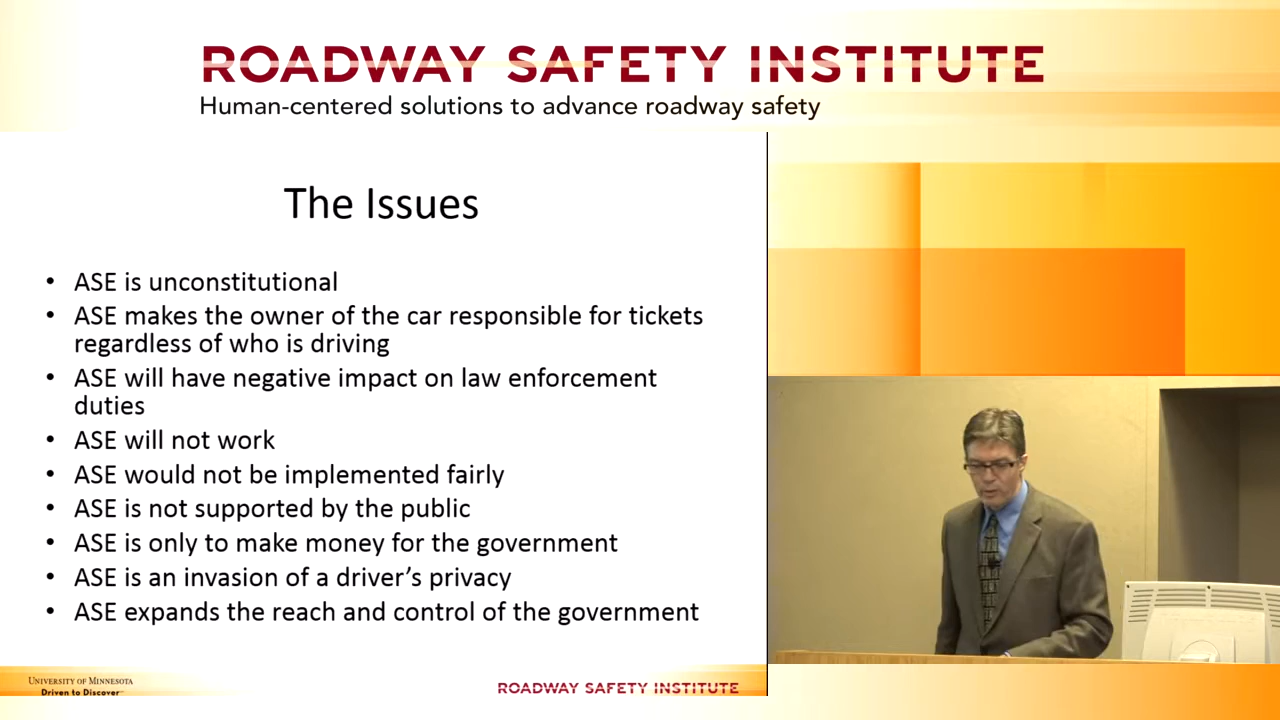 ROADWAY SAFETY INSTITUTE
Human-centered solutions to advance roadway safety
The Issues
• ASE is unconstitutional
• ASE makes the owner of the car responsible for tickets
regardless of who is driving
• ASE will have negative impact on law enforcement
duties
• ASE will not work
• ASE would not be implemented fairly
• ASE is not supported by the public
• ASE is only to make money for the government
• ASE is an invasion of a driver's privacy
• ASE expands the reach and control of the government
UNIVERSITY OF MINNESOTA
Driven to Discover
ROADWAY SAFETY INSTITUTE